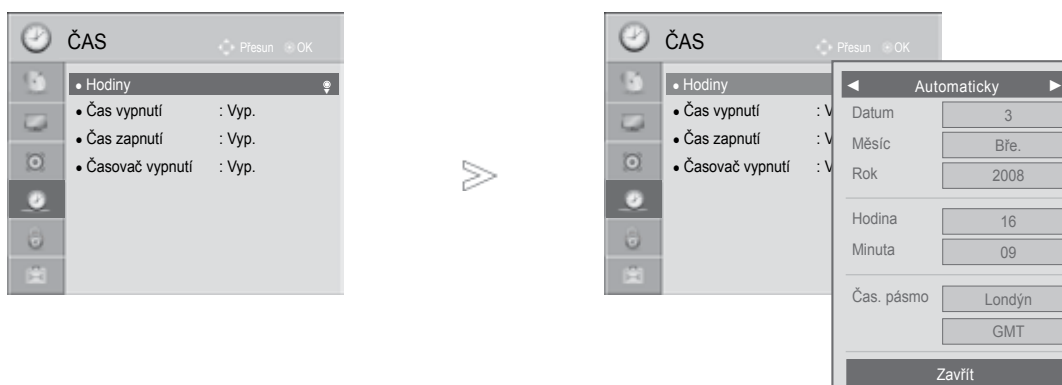 ČAS
Přesun OK
• Hodiny
• Čas vypnutí : Vyp.
• Čas zapnutí : Vyp.
• Časovač vypnutí : Vyp.
ČAS
Přesun OK
• Hodiny
• Čas vypnutí : V
• Čas zapnutí : V
• Časovač vypnutí : V
◄ Automaticky ►
Datum 3
Měsíc Bře.
Rok 2008
Hodina 16
Minuta 09
Čas. pásmo Londýn
GMT
Zavřít